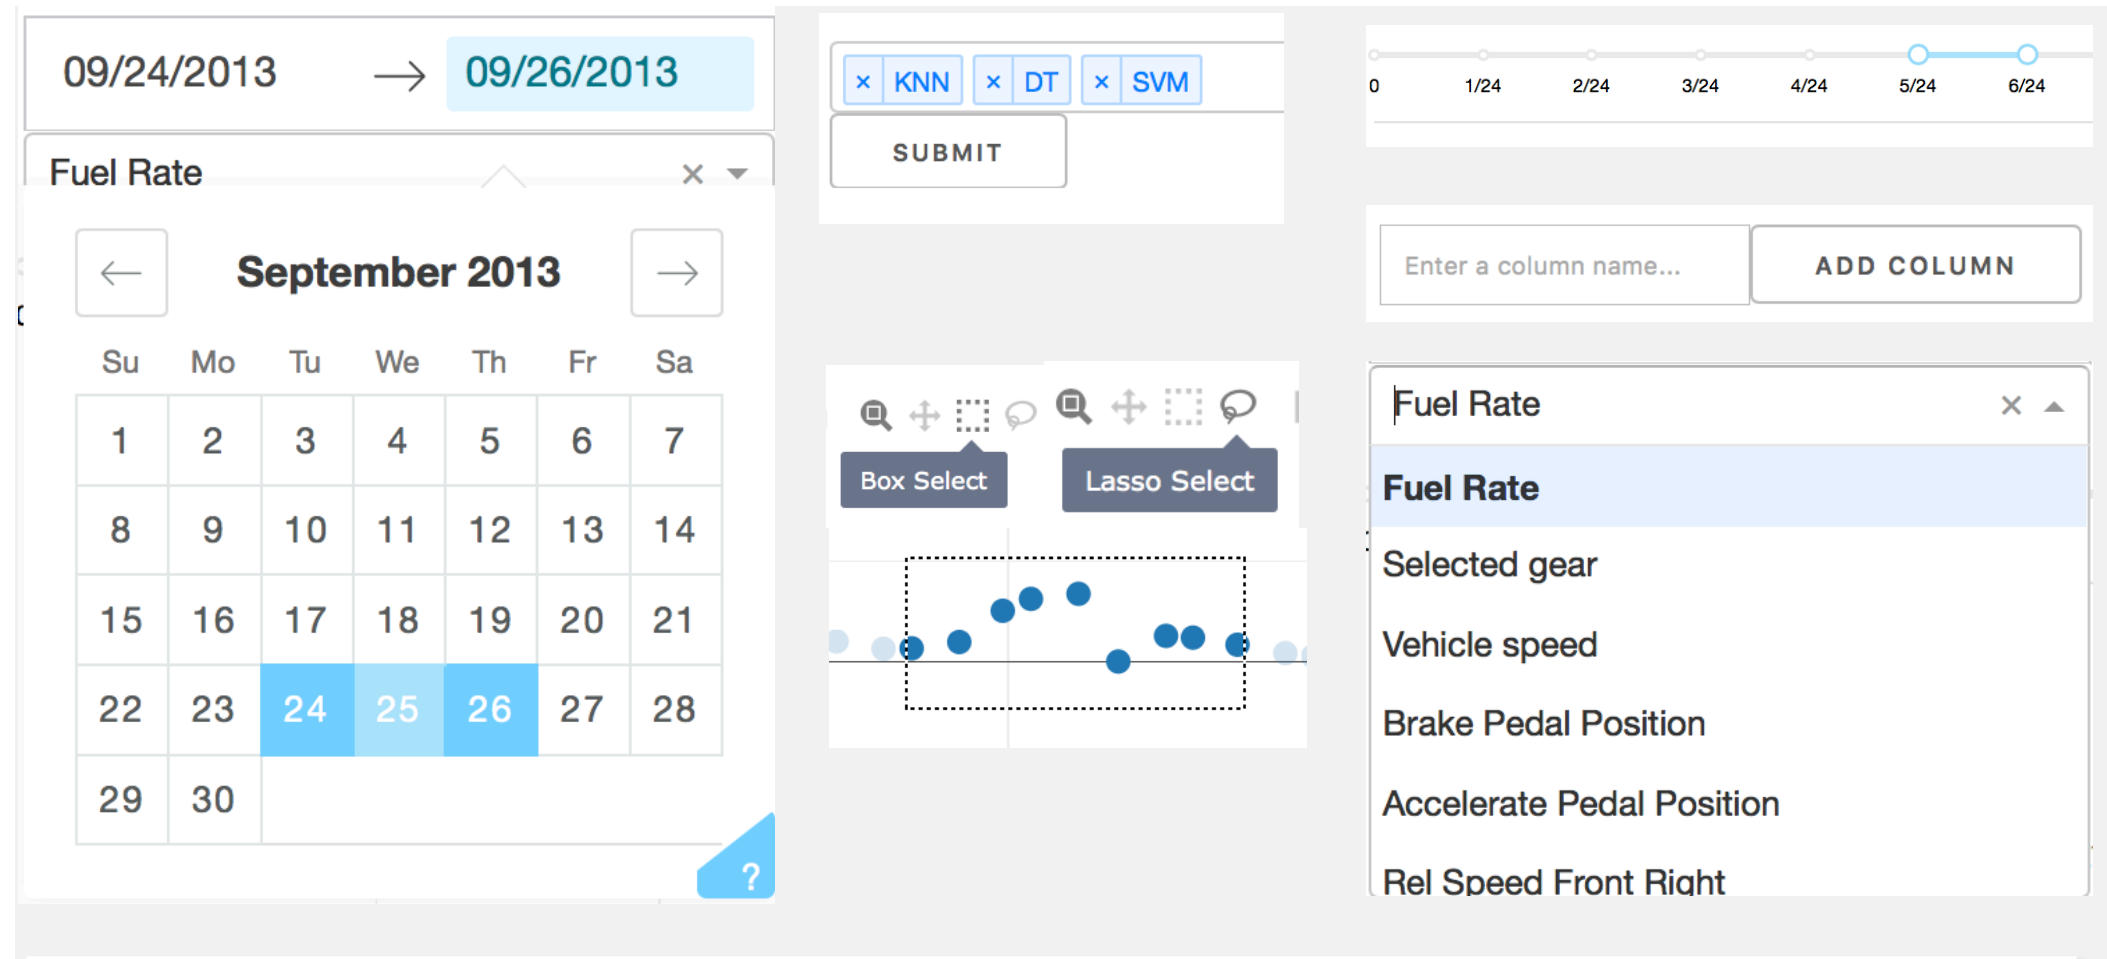 09/24/2013 → 09/26/2013
Fuel Rate × 
September 2013
Su Mo Tu We Th Fr Sa
1 2 3 4 5 6 7
8 9 10 11 12 13 14
15 16 17 18 19 20 21
22 23 24 25 26 27 28
29 30
?
× KNN × DT × SVM
SUBMIT
Box Select
Lasso Select
0 1/24 2/24 3/24 4/24 5/24 6/24
Enter a column name... ADD COLUMN
Fuel Rate ×
Fuel Rate
Selected gear
Vehicle speed
Brake Pedal Position
Accelerate Pedal Position
Rel Speed Front Right